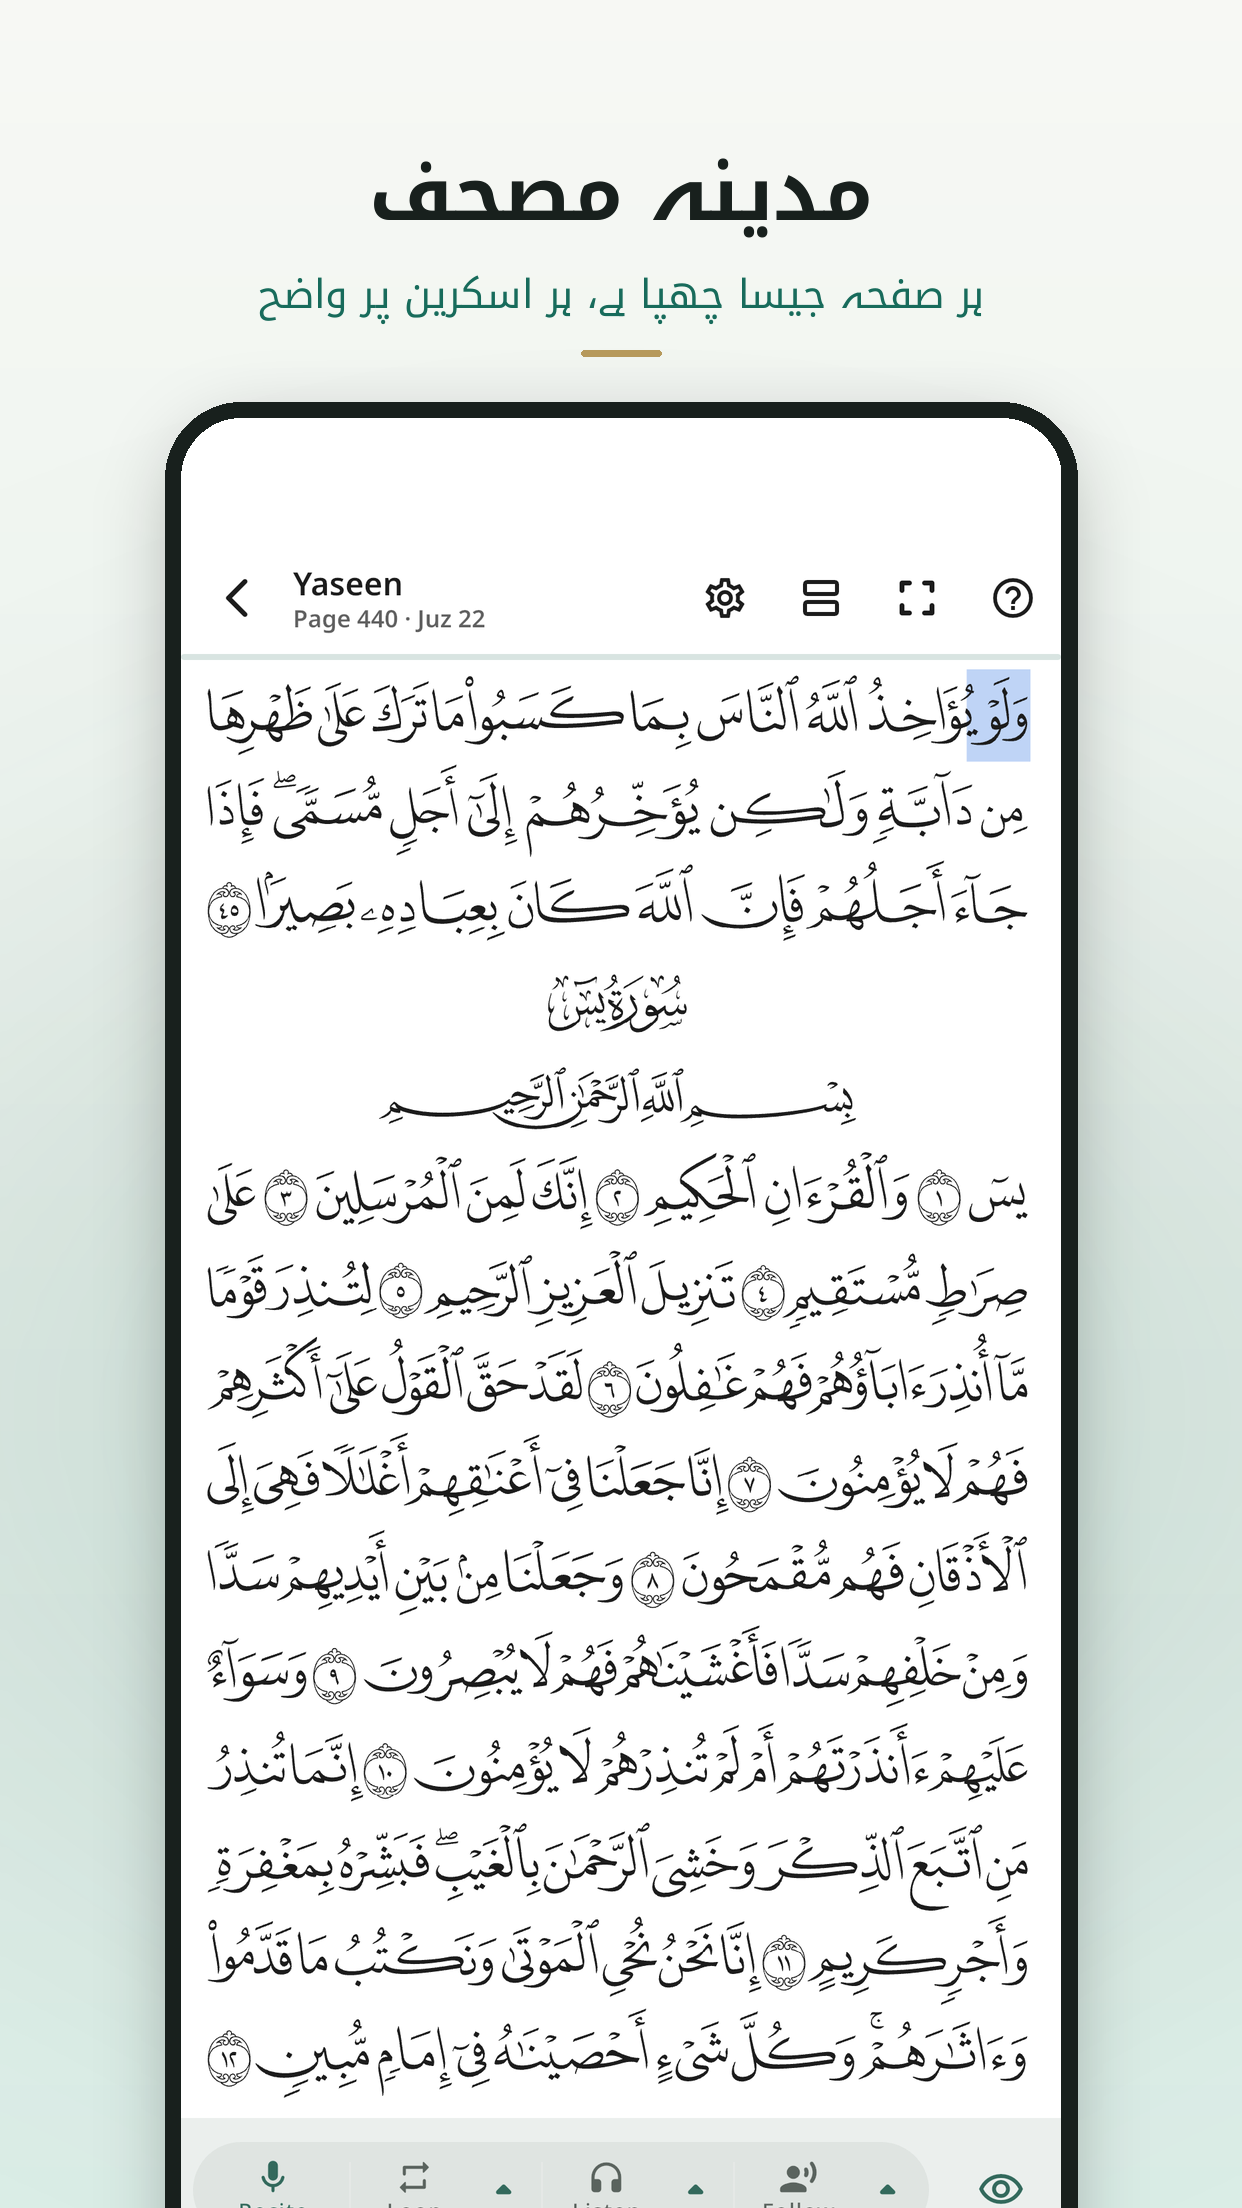 مدینہ مصحف
ہر صفحہ جیسا چھپا ہے، ہر اسکرین پر واضح
Yaseen
Page 440 · Juz 22
وَلَوْ يُؤَاخِذُ ٱللَّهُ ٱلنَّاسَ بِمَا كَسَبُوا۟ مَا تَرَكَ عَلَىٰ ظَهْرِهَا
مِن دَآبَّةٍ وَلَـٰكِن يُؤَخِّرُهُمْ إِلَىٰٓ أَجَلٍ مُّسَمًّى ۖ فَإِذَا
جَآءَ أَجَلُهُمْ فَإِنَّ ٱللَّهَ كَانَ بِعِبَادِهِۦ بَصِيرًۢا ٤٥
سُورَةُ يسٓ
بِسْمِ ٱللَّهِ ٱلرَّحْمَـٰنِ ٱلرَّحِيمِ
يسٓ ١ وَٱلْقُرْءَانِ ٱلْحَكِيمِ ٢ إِنَّكَ لَمِنَ ٱلْمُرْسَلِينَ ٣ عَلَىٰ
صِرَٰطٍ مُّسْتَقِيمٍ ٤ تَنزِيلَ ٱلْعَزِيزِ ٱلرَّحِيمِ ٥ لِتُنذِرَ قَوْمًا
مَّآ أُنذِرَ ءَابَآؤُهُمْ فَهُمْ غَـٰفِلُونَ ٦ لَقَدْ حَقَّ ٱلْقَوْلُ عَلَىٰٓ أَكْثَرِهِمْ
فَهُمْ لَا يُؤْمِنُونَ ٧ إِنَّا جَعَلْنَا فِىٓ أَعْنَـٰقِهِمْ أَغْلَـٰلًا فَهِىَ إِلَى
ٱلْأَذْقَانِ فَهُم مُّقْمَحُونَ ٨ وَجَعَلْنَا مِنۢ بَيْنِ أَيْدِيهِمْ سَدًّا
وَمِنْ خَلْفِهِمْ سَدًّا فَأَغْشَيْنَـٰهُمْ فَهُمْ لَا يُبْصِرُونَ ٩ وَسَوَآءٌ
عَلَيْهِمْ ءَأَنذَرْتَهُمْ أَمْ لَمْ تُنذِرْهُمْ لَا يُؤْمِنُونَ ١٠ إِنَّمَا تُنذِرُ
مَنِ ٱتَّبَعَ ٱلذِّكْرَ وَخَشِىَ ٱلرَّحْمَـٰنَ بِٱلْغَيْبِ ۖ فَبَشِّرْهُ بِمَغْفِرَةٍ
وَأَجْرٍ كَرِيمٍ ١١ إِنَّا نَحْنُ نُحْىِ ٱلْمَوْتَىٰ وَنَكْتُبُ مَا قَدَّمُوا۟
وَءَاثَـٰرَهُمْ ۚ وَكُلَّ شَىْءٍ أَحْصَيْنَـٰهُ فِىٓ إِمَامٍ مُّبِينٍ ١٢